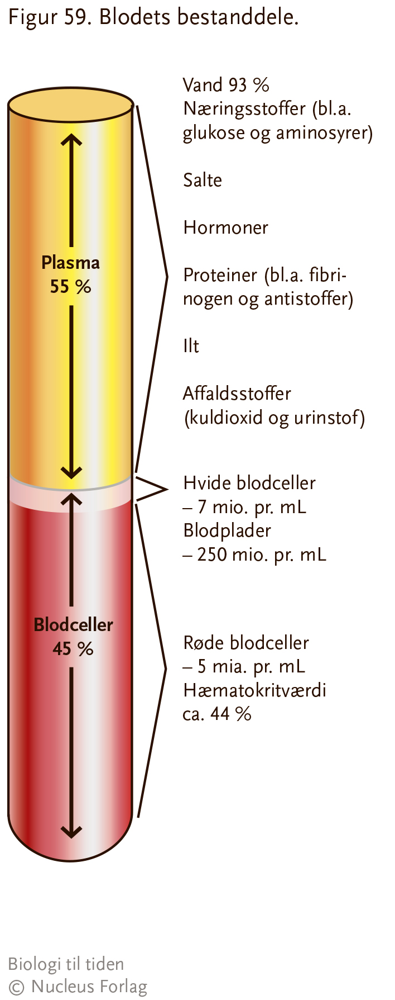 Figur 59. Blodets bestanddele.
Vand 93 %
Næringsstoffer (bl.a.
glukose og aminosyrer)
Salte
Hormoner
Plasma
55 %
Proteiner (bl.a. fibri-
nogen og antistoffer)
Ilt
Affaldsstoffer
(kuldioxid og urinstof)
Hvide blodceller
– 7 mio. pr. mL
Blodplader
– 250 mio. pr. mL
Blodceller
45 %
Røde blodceller
– 5 mia. pr. mL
Hæmatokritværdi
ca. 44 %
Biologi til tiden
© Nucleus Forlag